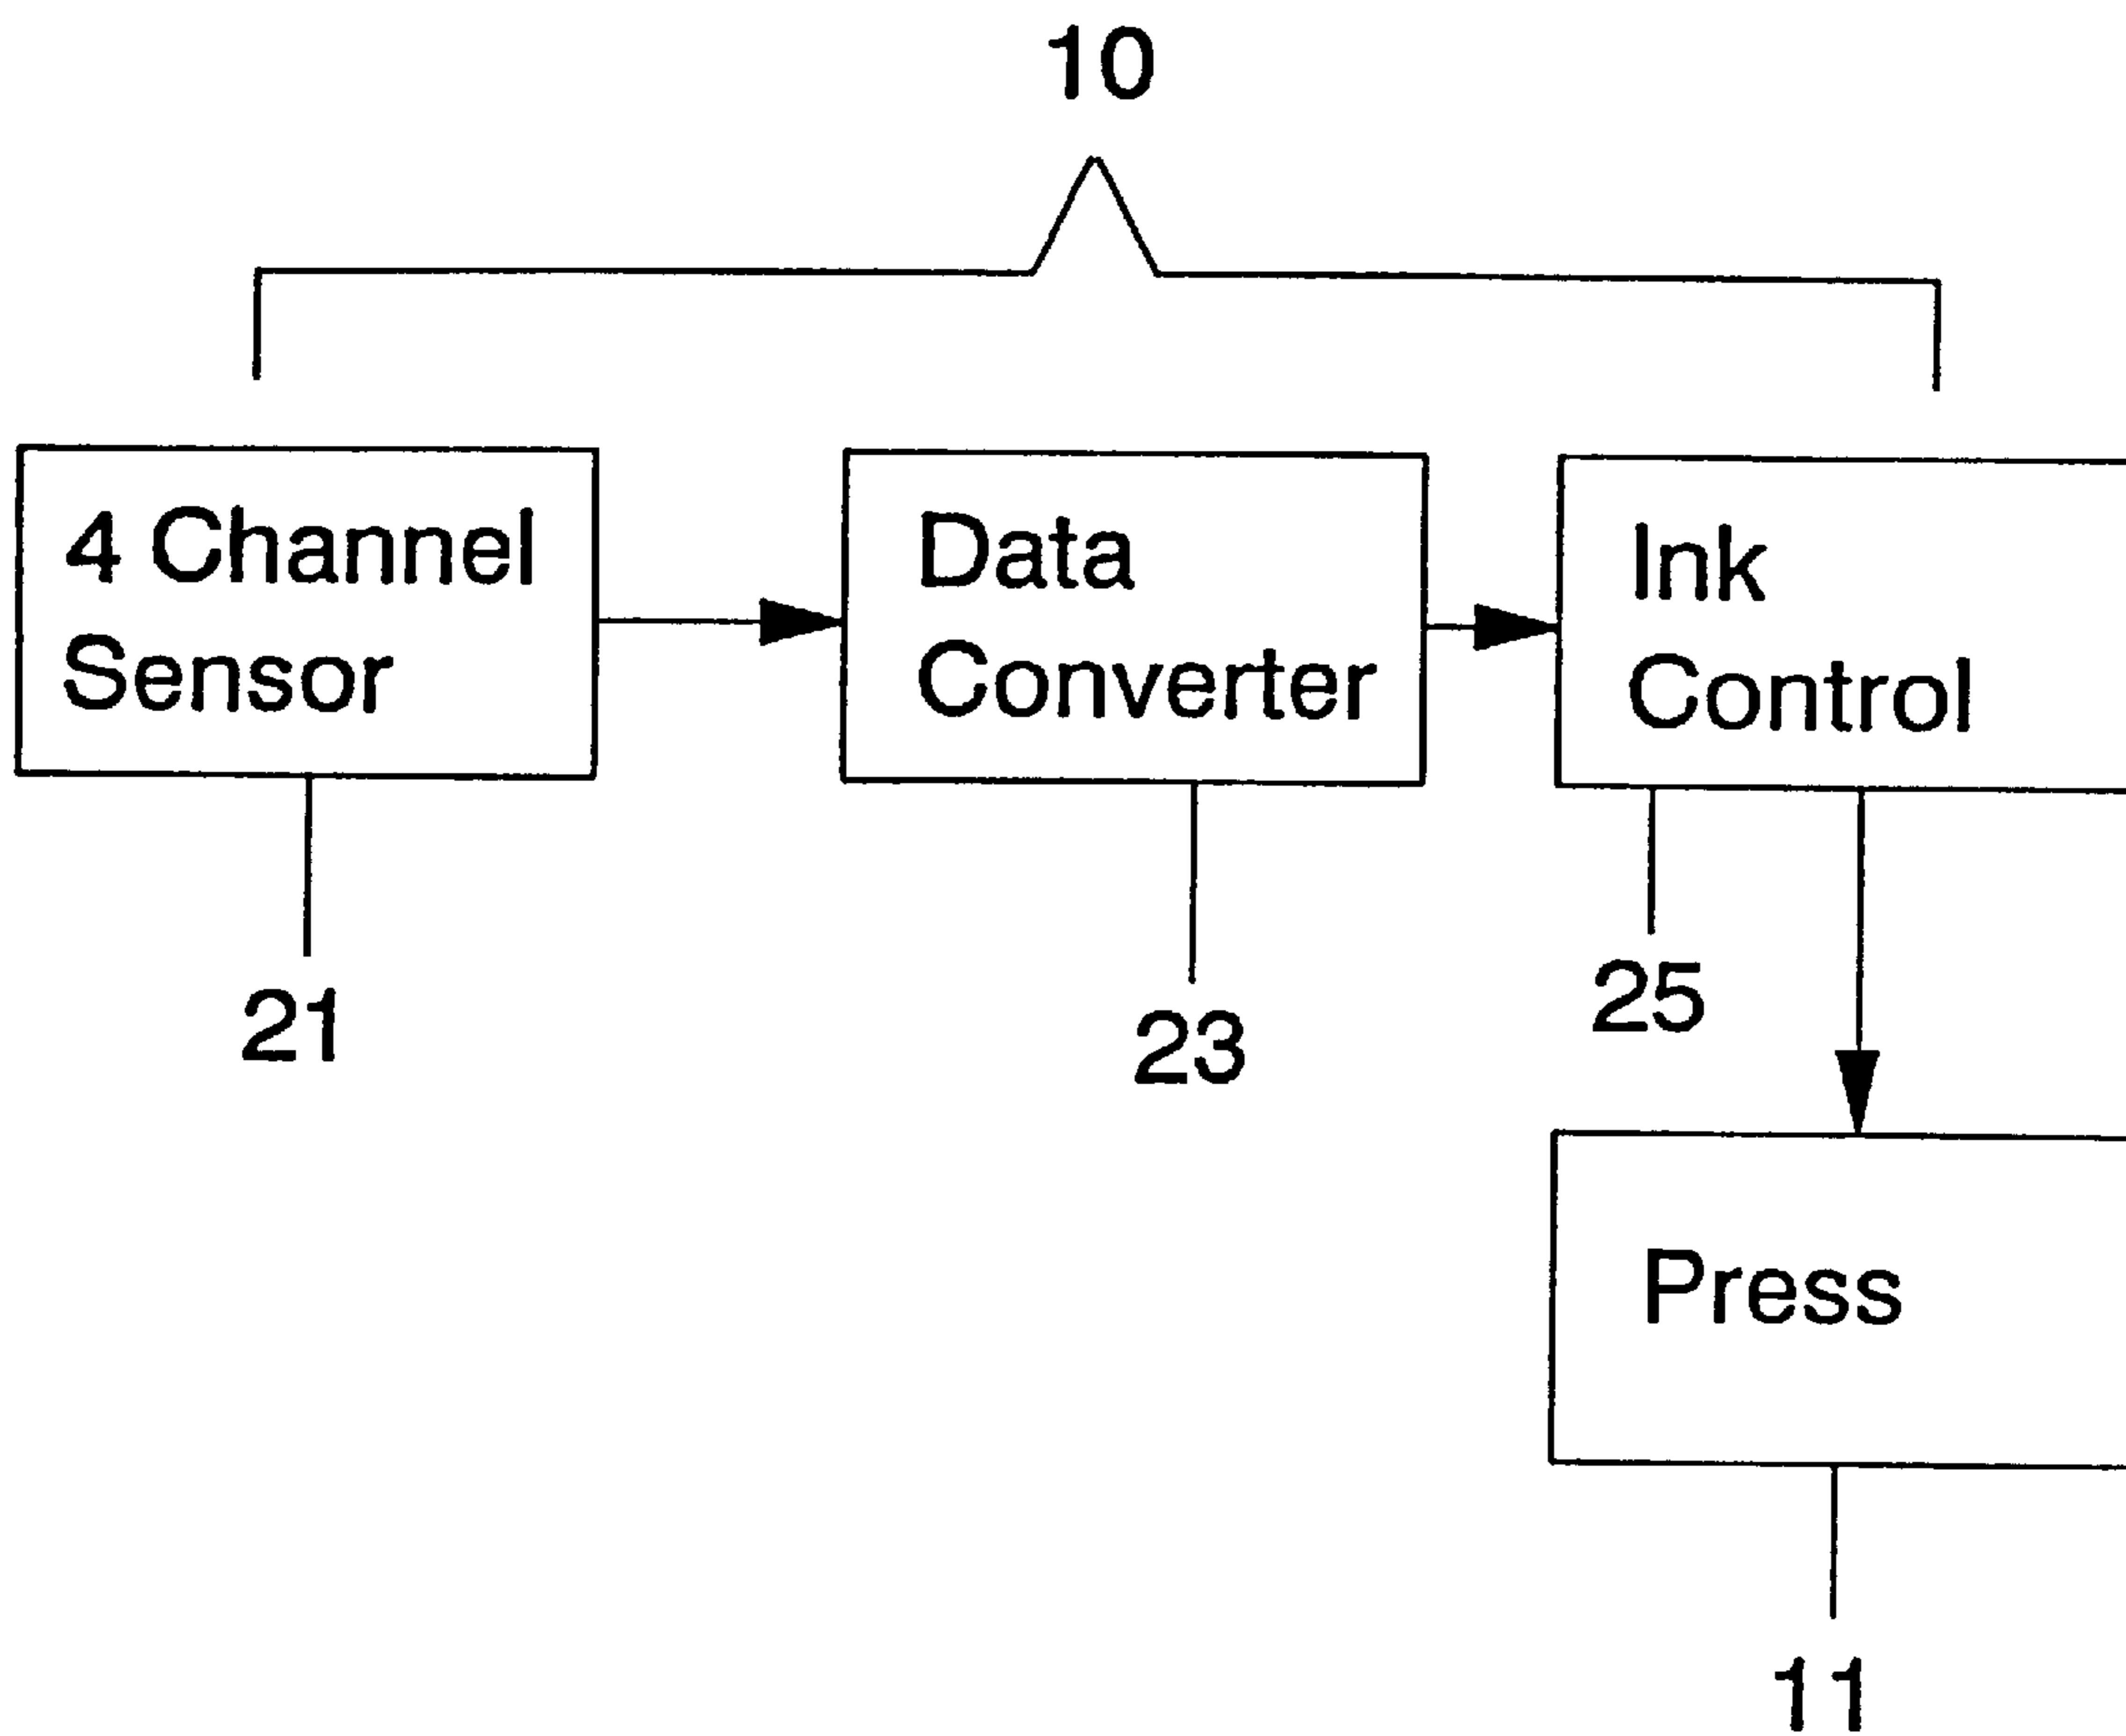 10
4 Channel
Sensor
Data
Converter
Ink
Control
21
23
25
Press
11